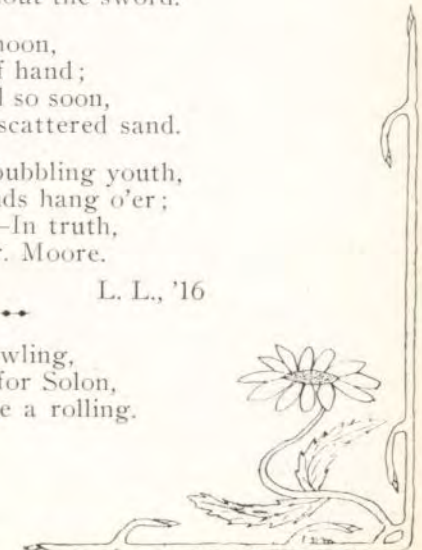 out the sword.
noon,
f hand;
l so soon,
scattered sand.
bubbling youth,
ds hang o'er;
—In truth,
r. Moore.
L. L., '16
wling,
for Solon,
e a rolling.